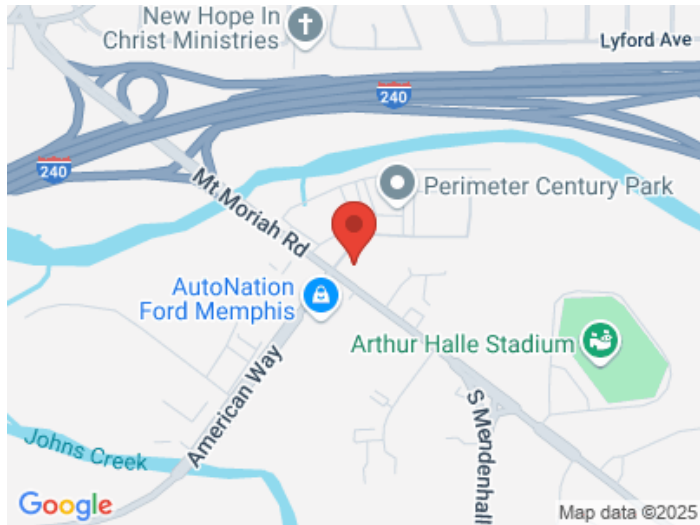 New Hope In
Christ Ministries
Lyford Ave
240
240
Mt Moriah Rd
Perimeter Century Park
AutoNation
Ford Memphis
Arthur Halle Stadium
American Way
S Mendenhall
Johns Creek
Google
Map data ©2025